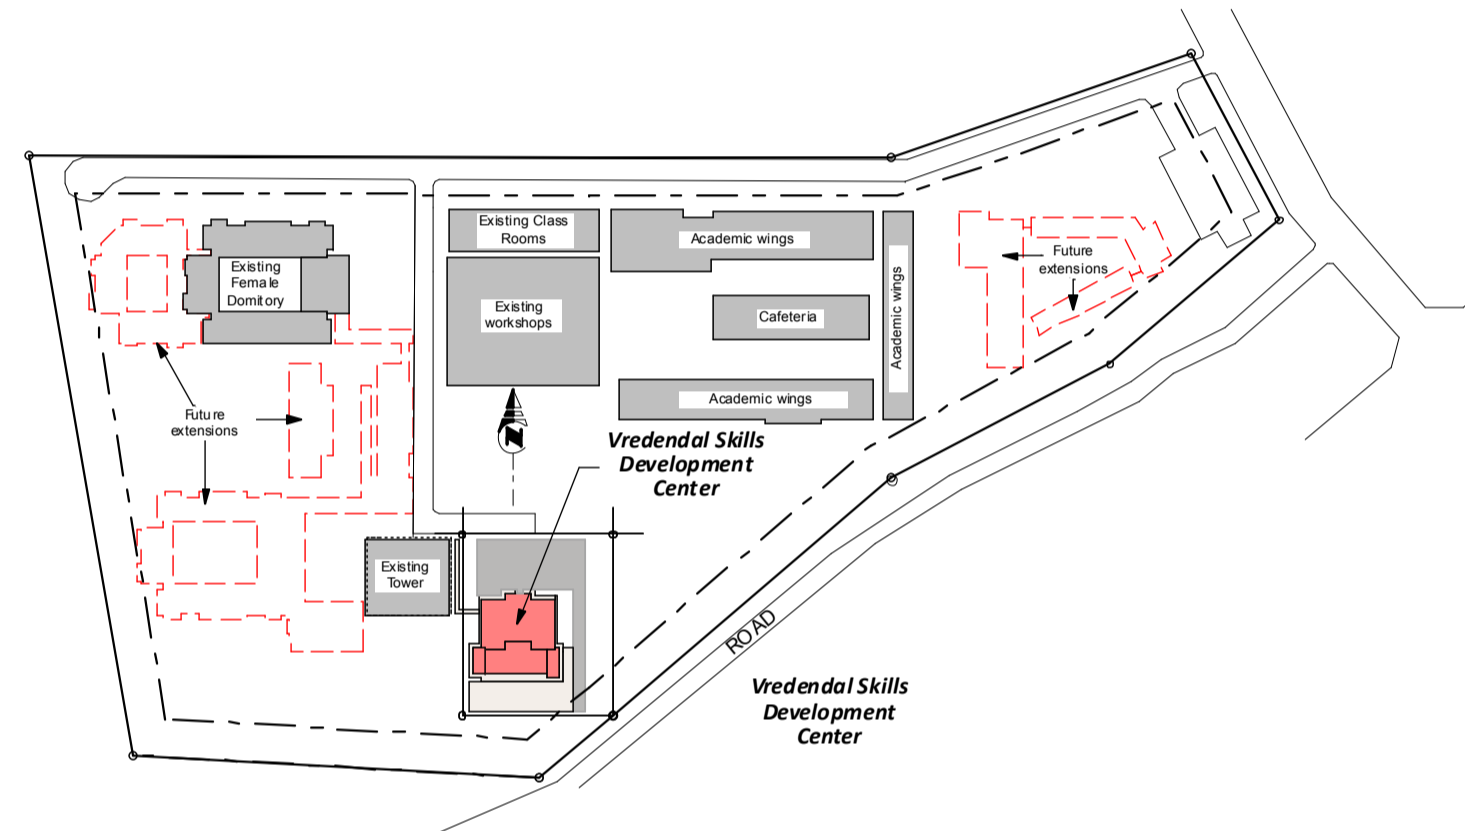 Existing Class
Rooms
Academic wings
Existing
Female
Domitory
Existing
workshops
Cafeteria
Academic wings
Future
extensions
Academic wings
Future
extensions
Vredendal Skills
Development
Center
N
Existing
Tower
ROAD
Vredendal Skills
Development
Center